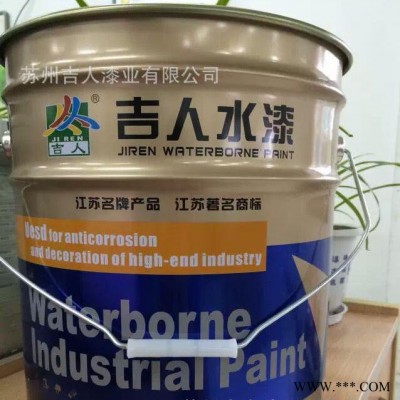 苏州吉人漆业有限公司
®
JI REN
吉人
吉人水漆
JIREN WATERBORNE PAINT
江苏名牌产品 江苏著名商标
Uesd for anticorrosion
and decoration of high-end industry
Waterborne
Industrial Paint
www.***.com